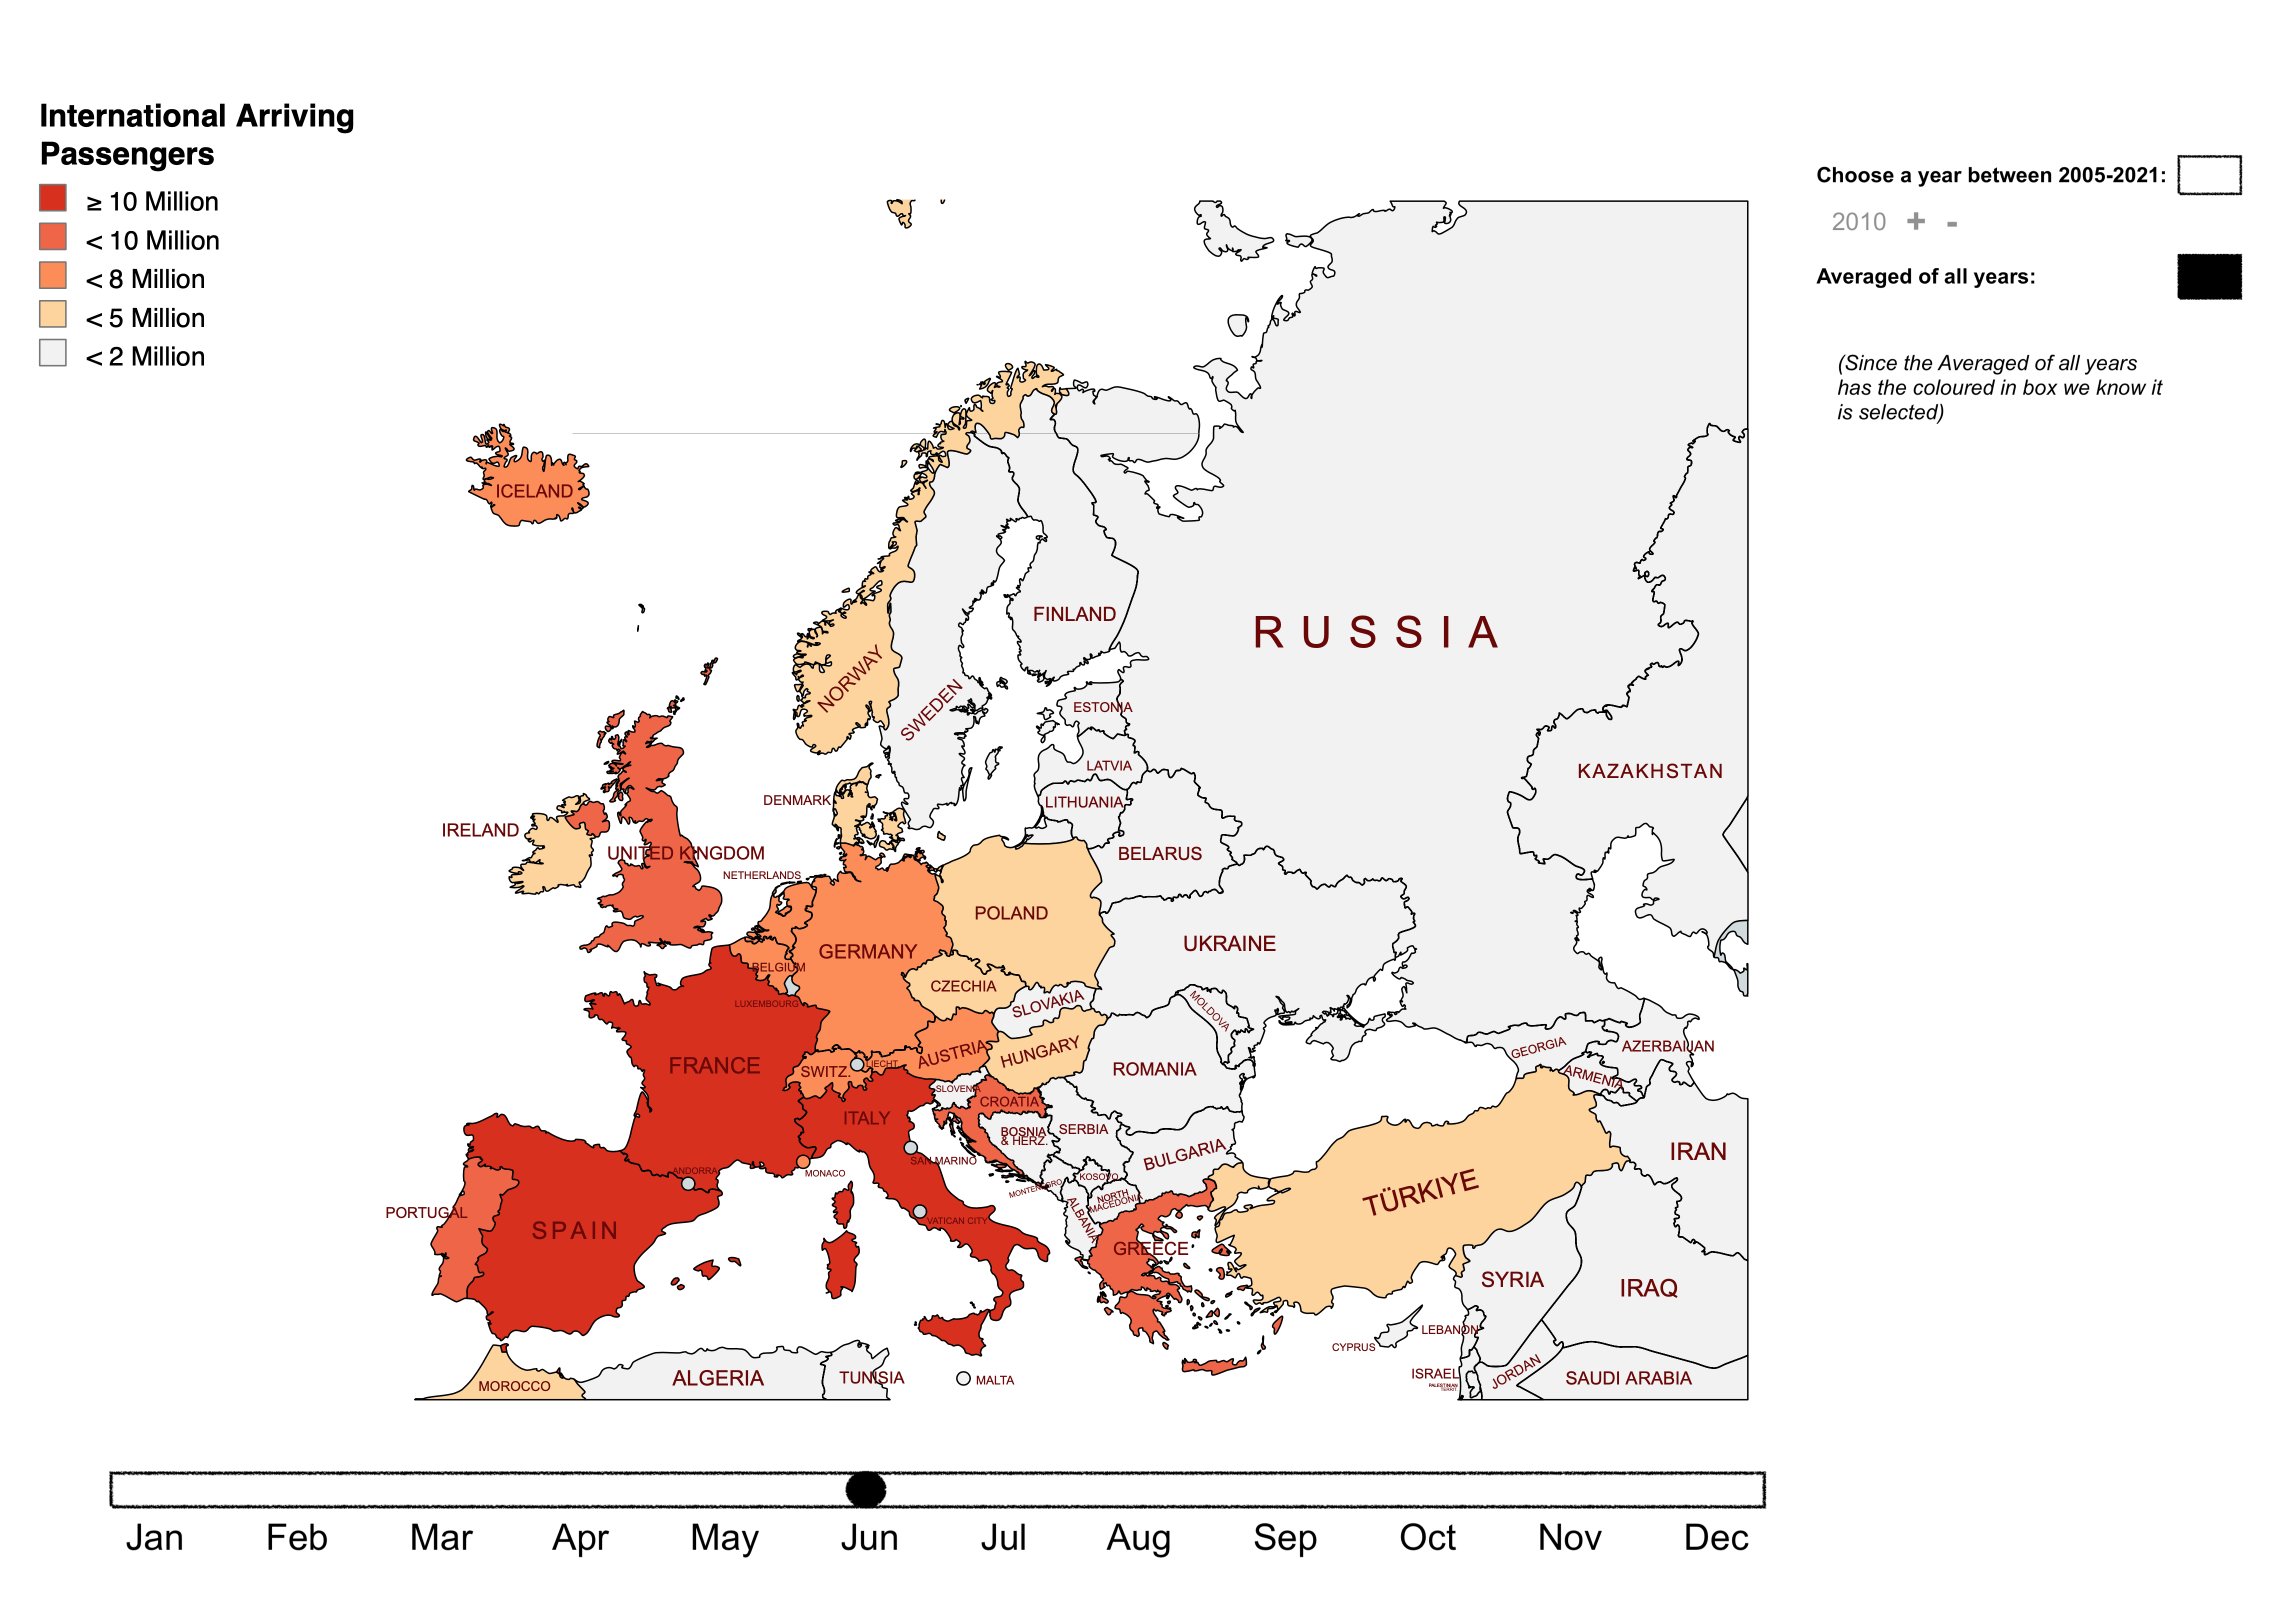 International Arriving
Passengers
≥ 10 Million
< 10 Million
< 8 Million
< 5 Million
< 2 Million
Choose a year between 2005-2021:
2010 + -
Averaged of all years:
(Since the Averaged of all years
has the coloured in box we know it
is selected)
ICELAND
FINLAND
RUSSIA
NORWAY
SWEDEN
ESTONIA
LATVIA
KAZAKHSTAN
DENMARK
LITHUANIA
IRELAND
UNITED KINGDOM
BELARUS
NETHERLANDS
POLAND
UKRAINE
GERMANY
BELGIUM
CZECHIA
LUXEMBOURG
SLOVAKIA
MOLDOVA
FRANCE
SWITZ.
LIECHT.
AUSTRIA
HUNGARY
ROMANIA
GEORGIA
AZERBAIJAN
ARMENIA
SLOVENIA
CROATIA
ITALY
BOSNIA
& HERZ.
SERBIA
BULGARIA
IRAN
SAN MARINO
ANDORRA
MONACO
MONTENEGRO
KOSOVO
NORTH
MACEDONIA
ALBANIA
TÜRKIYE
PORTUGAL
SPAIN
VATICAN CITY
GREECE
SYRIA
IRAQ
CYPRUS
LEBANON
MOROCCO
ALGERIA
TUNISIA
MALTA
ISRAEL
PALESTINIAN
TERRIT.
JORDAN
SAUDI ARABIA
Jan Feb Mar Apr May Jun Jul Aug Sep Oct Nov Dec